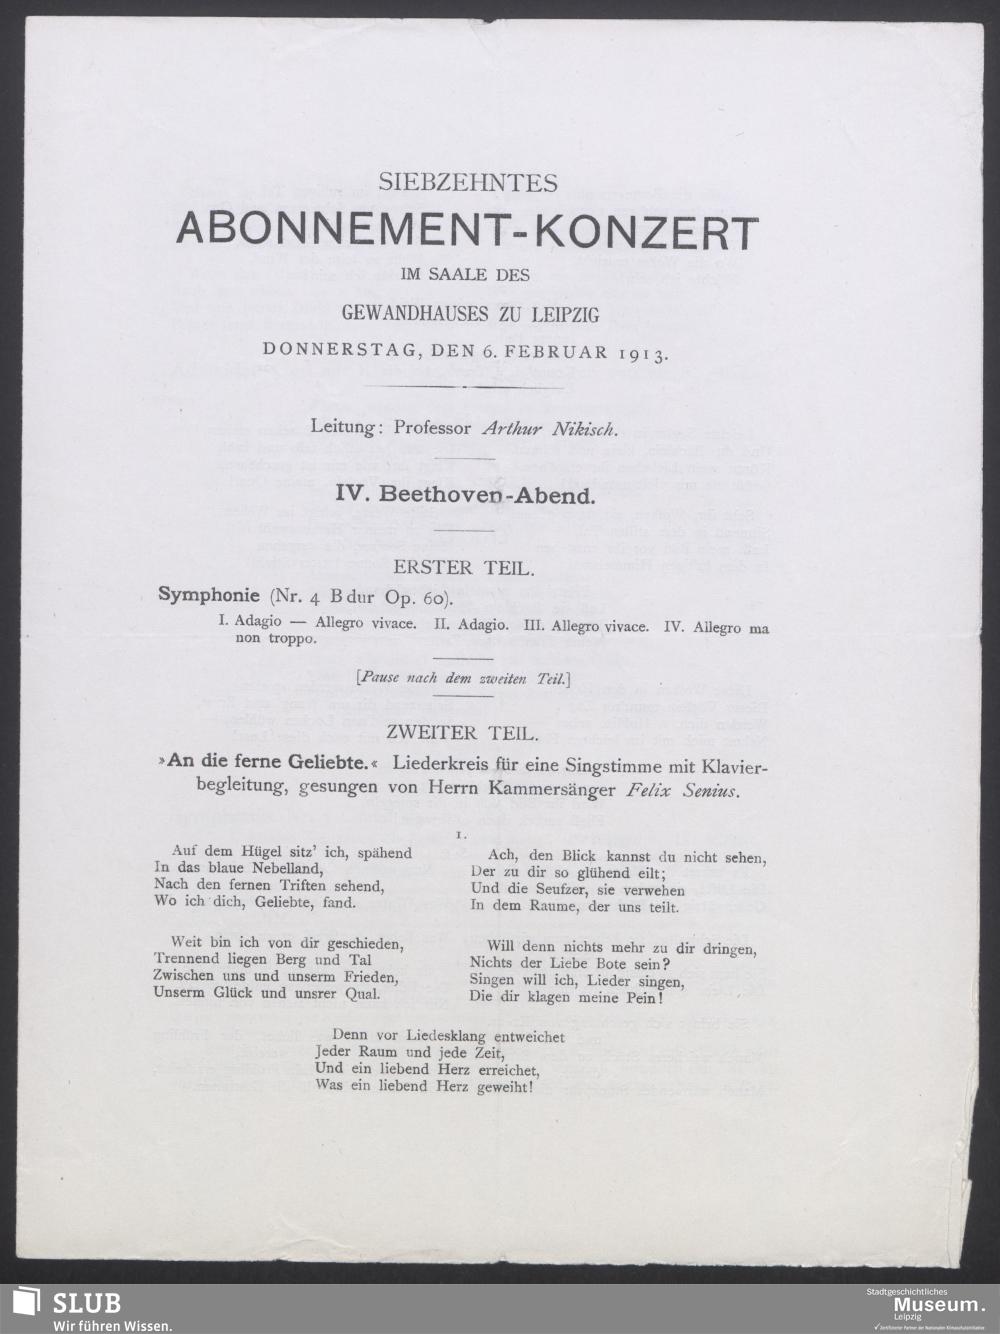 SIEBZEHNTES
ABONNEMENT-KONZERT
IM SAALE DES
GEWANDHAUSES ZU LEIPZIG
DONNERSTAG, DEN 6. FEBRUAR 1913.
Leitung: Professor Arthur Nikisch.
IV. Beethoven-Abend.
ERSTER TEIL.
Symphonie (Nr. 4 B dur Op. 60).
I. Adagio — Allegro vivace. II. Adagio. III. Allegro vivace. IV. Allegro ma
non troppo.
[Pause nach dem zweiten Teil.]
ZWEITER TEIL.
»An die ferne Geliebte.« Liederkreis für eine Singstimme mit Klavier-
begleitung, gesungen von Herrn Kammersänger Felix Senius.
1.
Auf dem Hügel sitz' ich, spähend
In das blaue Nebelland,
Nach den fernen Triften sehend,
Wo ich dich, Geliebte, fand.
Weit bin ich von dir geschieden,
Trennend liegen Berg und Tal
Zwischen uns und unserm Frieden,
Unserm Glück und unsrer Qual.
Ach, den Blick kannst du nicht sehen,
Der zu dir so glühend eilt;
Und die Seufzer, sie verwehen
In dem Raume, der uns teilt.
Will denn nichts mehr zu dir dringen,
Nichts der Liebe Bote sein?
Singen will ich, Lieder singen,
Die dir klagen meine Pein!
Denn vor Liedesklang entweichet
Jeder Raum und jede Zeit,
Und ein liebend Herz erreichet,
Was ein liebend Herz geweiht!
SLUB
Wir führen Wissen.
Stadtgeschichtliches
Museum.
Leipzig